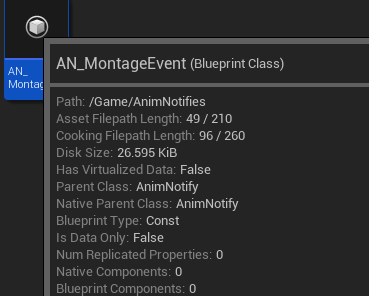 AN_
Montag
AN_MontageEvent (Blueprint Class)
Path: /Game/AnimNotifies
Asset Filepath Length: 49 / 210
Cooking Filepath Length: 96 / 260
Disk Size: 26.595 KiB
Has Virtualized Data: False
Parent Class: AnimNotify
Native Parent Class: AnimNotify
Blueprint Type: Const
Is Data Only: False
Num Replicated Properties: 0
Native Components: 0
Blueprint Components: 0